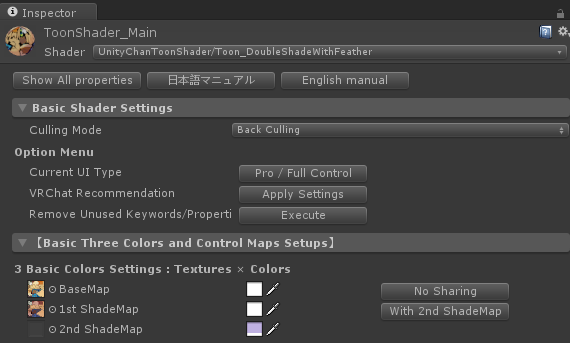 Inspector
ToonShader_Main
Shader UnityChanToonShader/Toon_DoubleShadeWithFeather
Show All properties 日本語マニュアル English manual
Basic Shader Settings
Culling Mode Back Culling
Option Menu
Current UI Type Pro / Full Control
VRChat Recommendation Apply Settings
Remove Unused Keywords/Properti Execute
【Basic Three Colors and Control Maps Setups】
3 Basic Colors Settings : Textures × Colors
BaseMap No Sharing
1st ShadeMap With 2nd ShadeMap
2nd ShadeMap